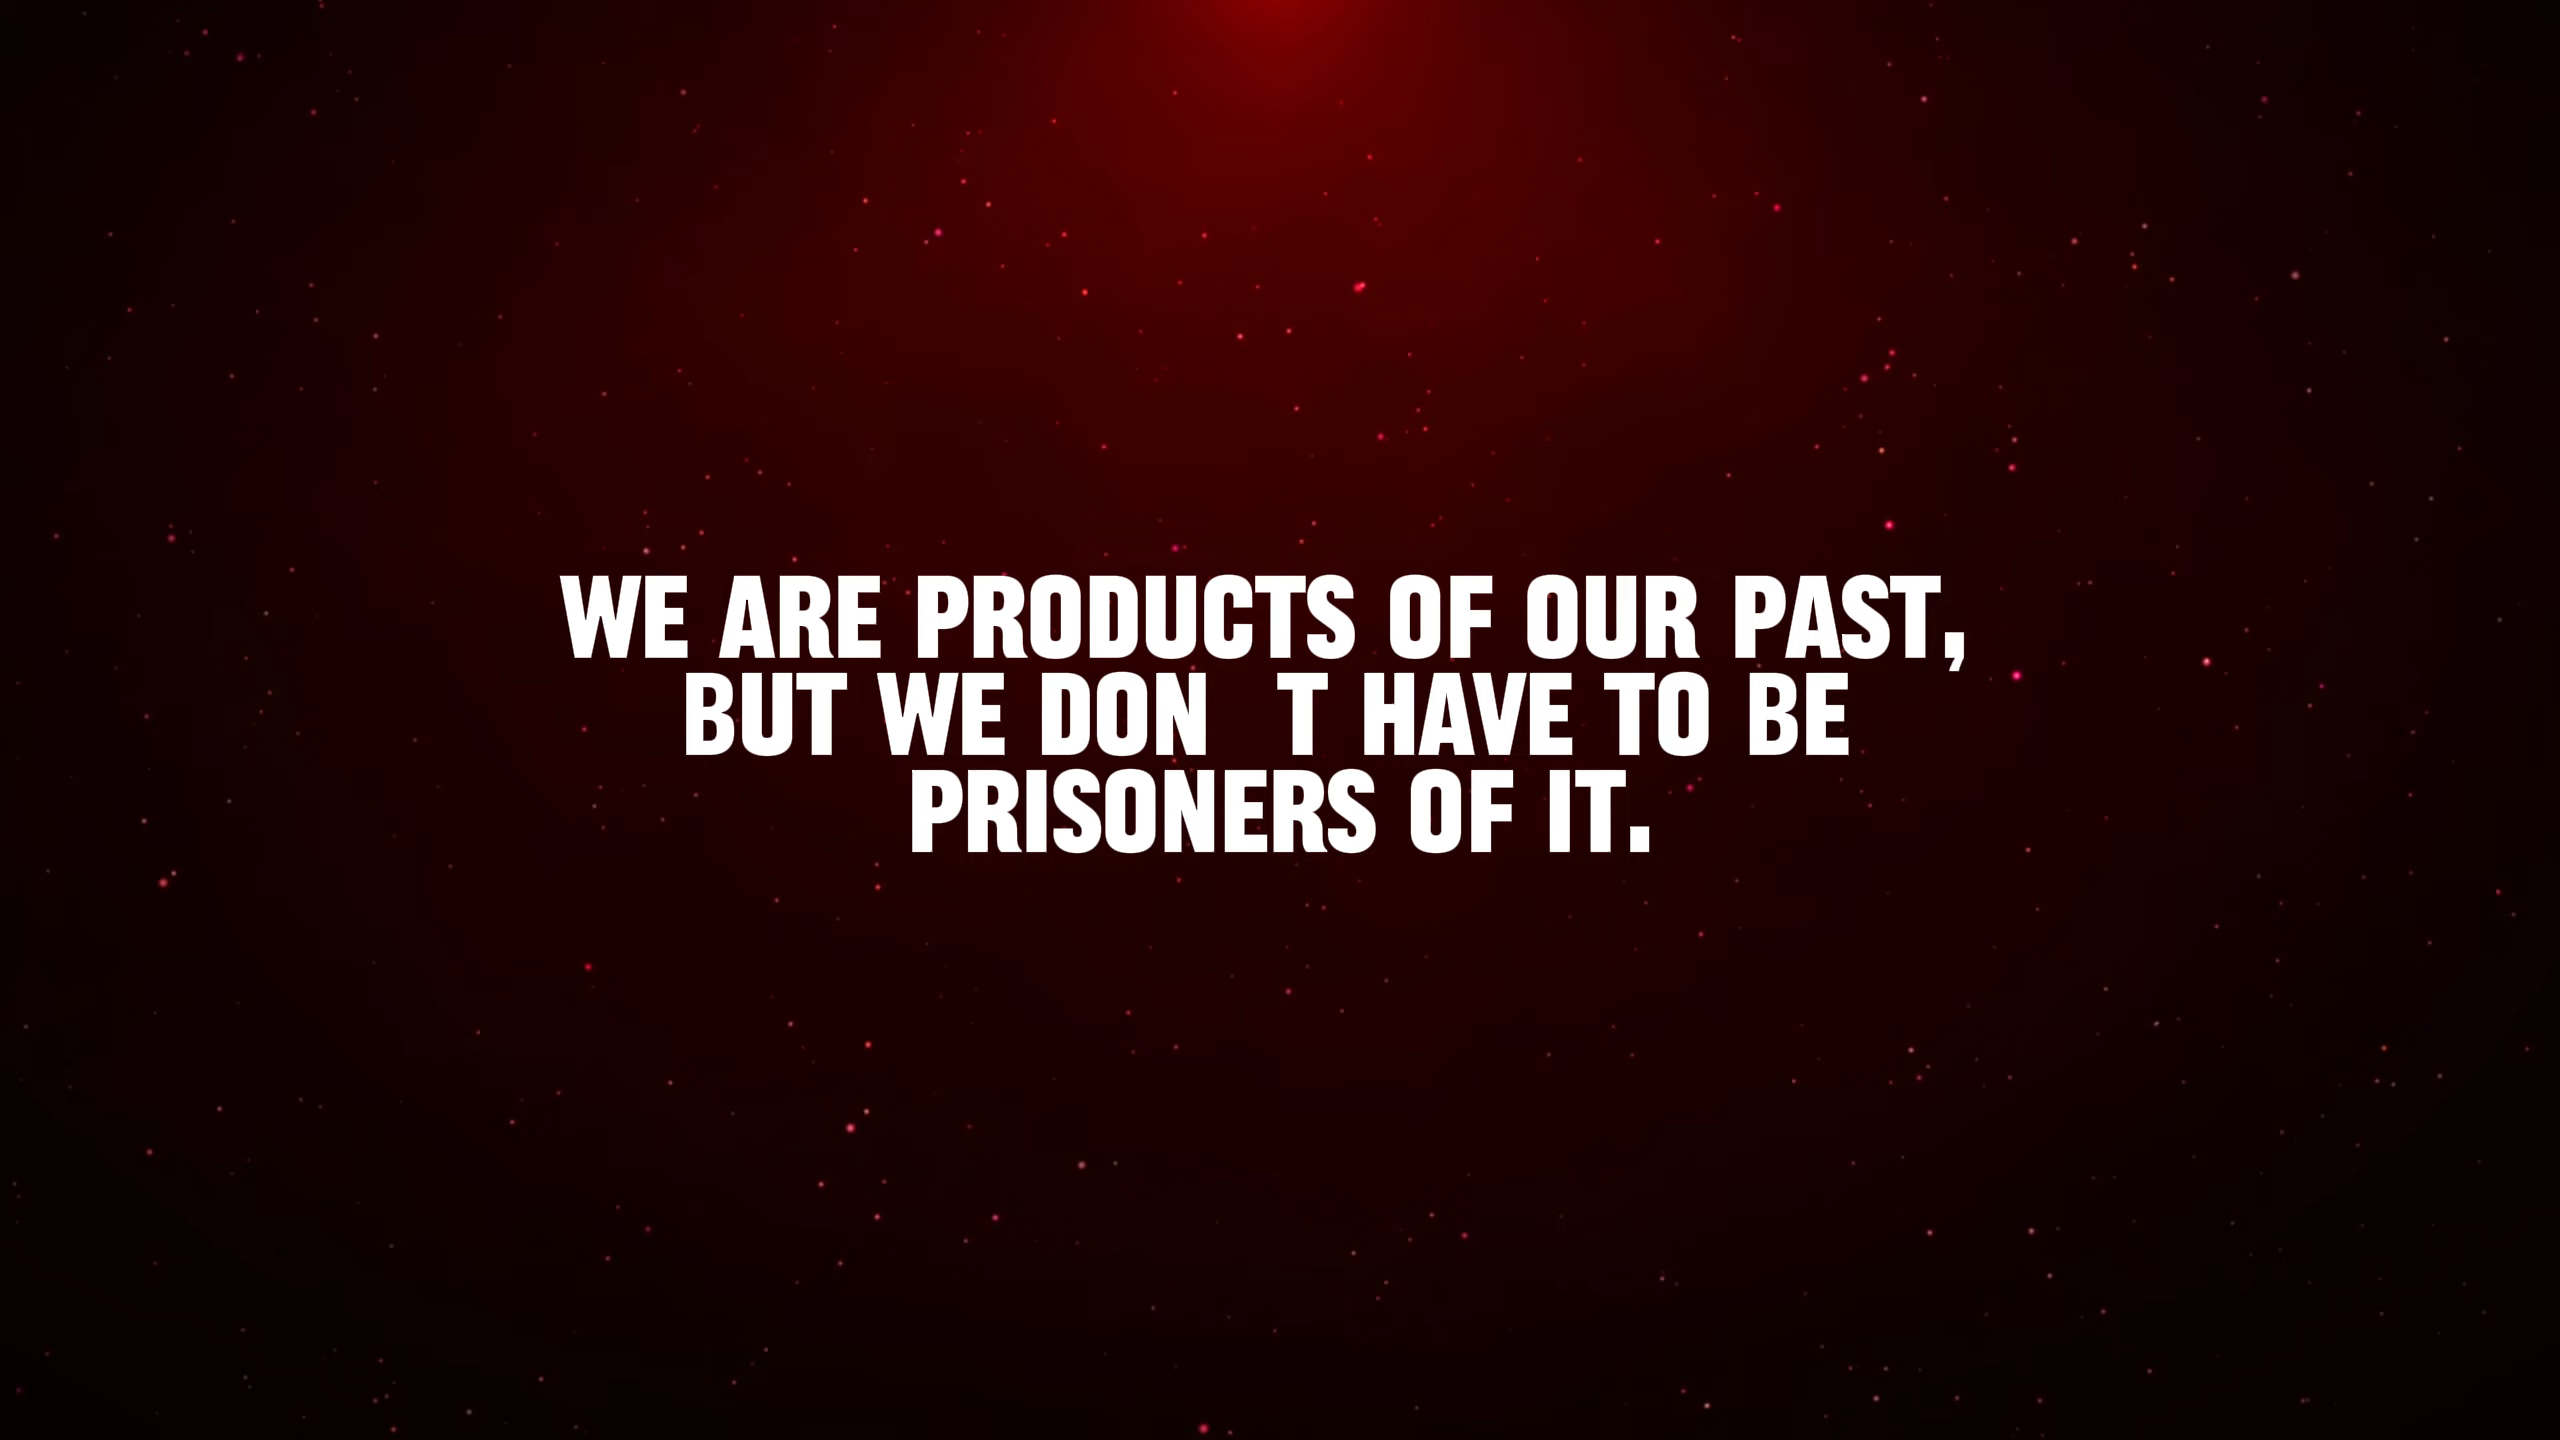 WE ARE PRODUCTS OF OUR PAST,
BUT WE DON  T HAVE TO BE
PRISONERS OF IT.